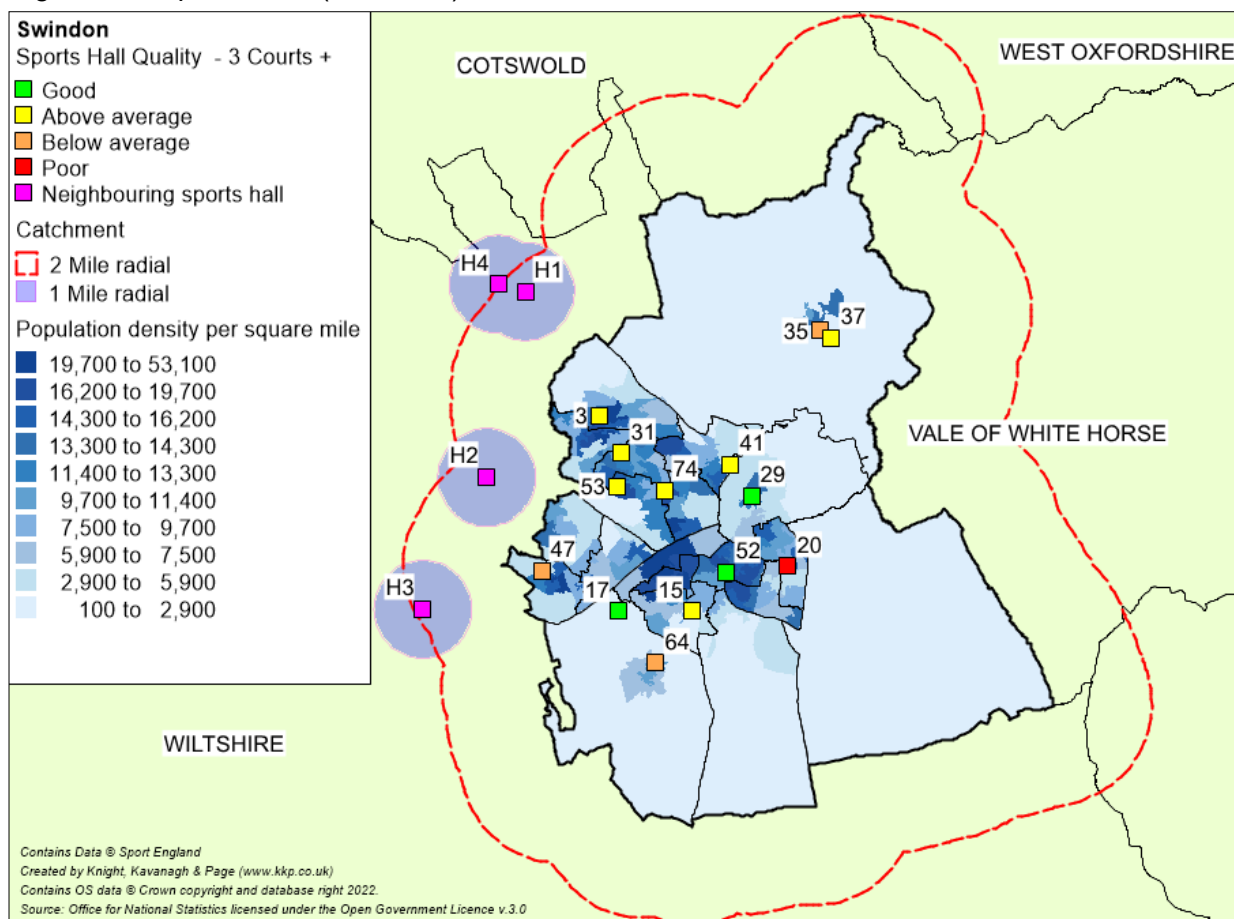 Swindon
Sports Hall Quality - 3 Courts +
Good
Above average
Below average
Poor
Neighbouring sports hall
Catchment
2 Mile radial
1 Mile radial
Population density per square mile
19,700 to 53,100
16,200 to 19,700
14,300 to 16,200
13,300 to 14,300
11,400 to 13,300
9,700 to 11,400
7,500 to 9,700
5,900 to 7,500
2,900 to 5,900
100 to 2,900
COTSWOLD
WEST OXFORDSHIRE
H4
H1
35
37
3
31
41
VALE OF WHITE HORSE
H2
53
74
29
47
52
20
H3
17
15
64
WILTSHIRE
Contains Data © Sport England
Created by Knight, Kavanagh & Page (www.kkp.co.uk)
Contains OS data © Crown copyright and database right 2022.
Source: Office for National Statistics licensed under the Open Government Licence v.3.0